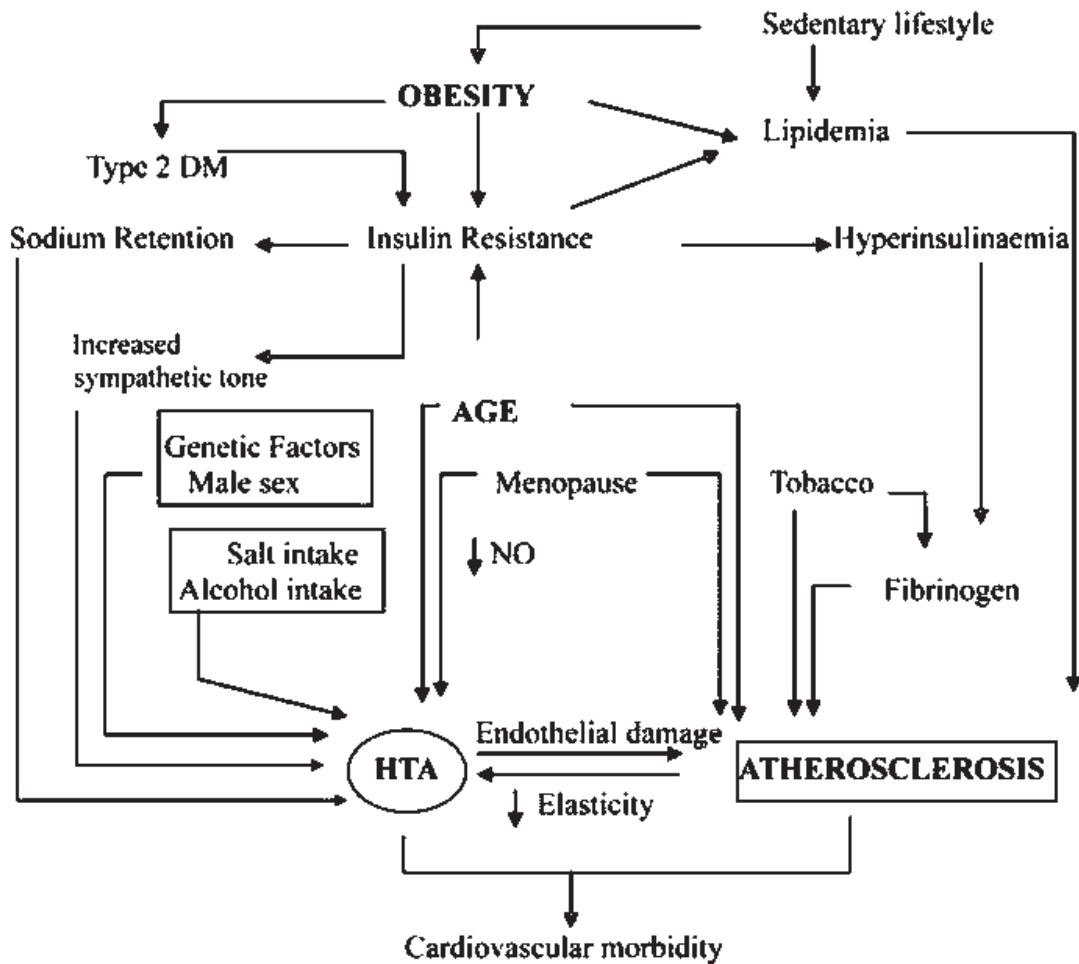 Sedentary lifestyle
OBESITY
Lipidemia
Type 2 DM
Sodium Retention
Insulin Resistance
Hyperinsulinaemia
Increased
sympathetic tone
AGE
Genetic Factors
Male sex
Menopause
Tobacco
Salt intake
Alcohol intake
NO
Fibrinogen
Endothelial damage
HTA
ATHEROSCLEROSIS
Elasticity
Cardiovascular morbidity